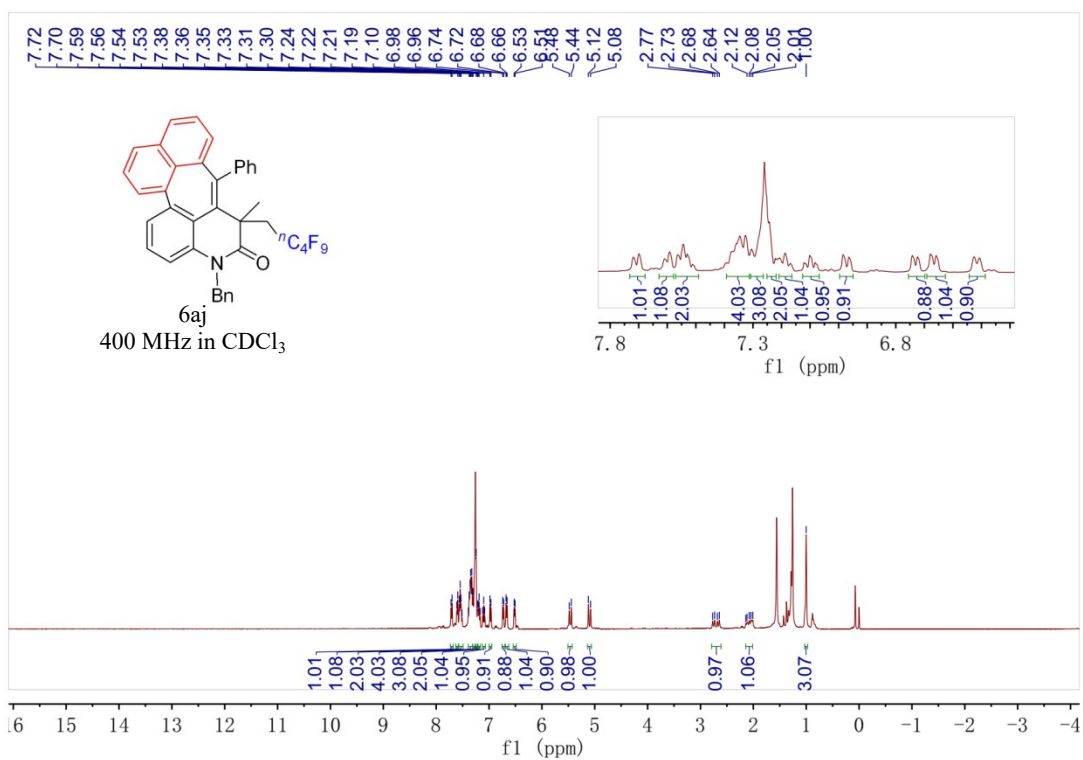 7.72 7.70 7.59 7.56 7.54 7.53 7.38 7.36 7.35 7.33 7.31 7.30 7.24 7.22 7.21 7.19 7.10 6.98 6.96 6.74 6.72 6.68 6.66 6.53 6.51 5.48 5.44 5.12 5.08 2.77 2.73 2.68 2.64 2.12 2.08 2.05 2.01 1.00
Ph
nC4F9
N
O
Bn
6aj
400 MHz in CDCl3
1.01 1.08 2.03 4.03 3.08 2.05 1.04 0.95 0.91 0.88 1.04 0.90
7.8 7.3 6.8
f1 (ppm)
1.01 1.08 2.03 4.03 3.08 2.05 1.04 0.95 0.91 0.88 1.04 0.90 0.98 1.00 0.97 1.06 3.07
16 15 14 13 12 11 10 9 8 7 6 5 4 3 2 1 0 -1 -2 -3 -4
f1 (ppm)